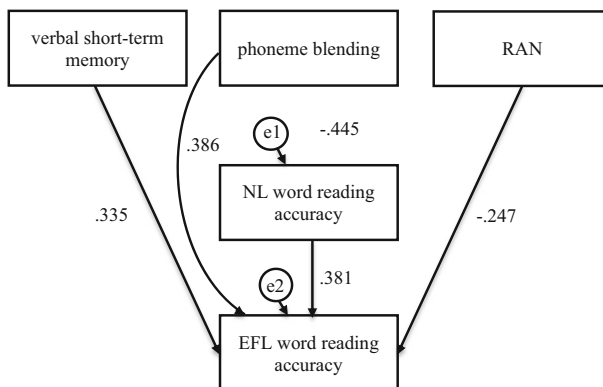 verbal short-term
memory
phoneme blending
RAN
e1
-.445
.386
NL word reading
accuracy
.335
-.247
.381
e2
EFL word reading
accuracy